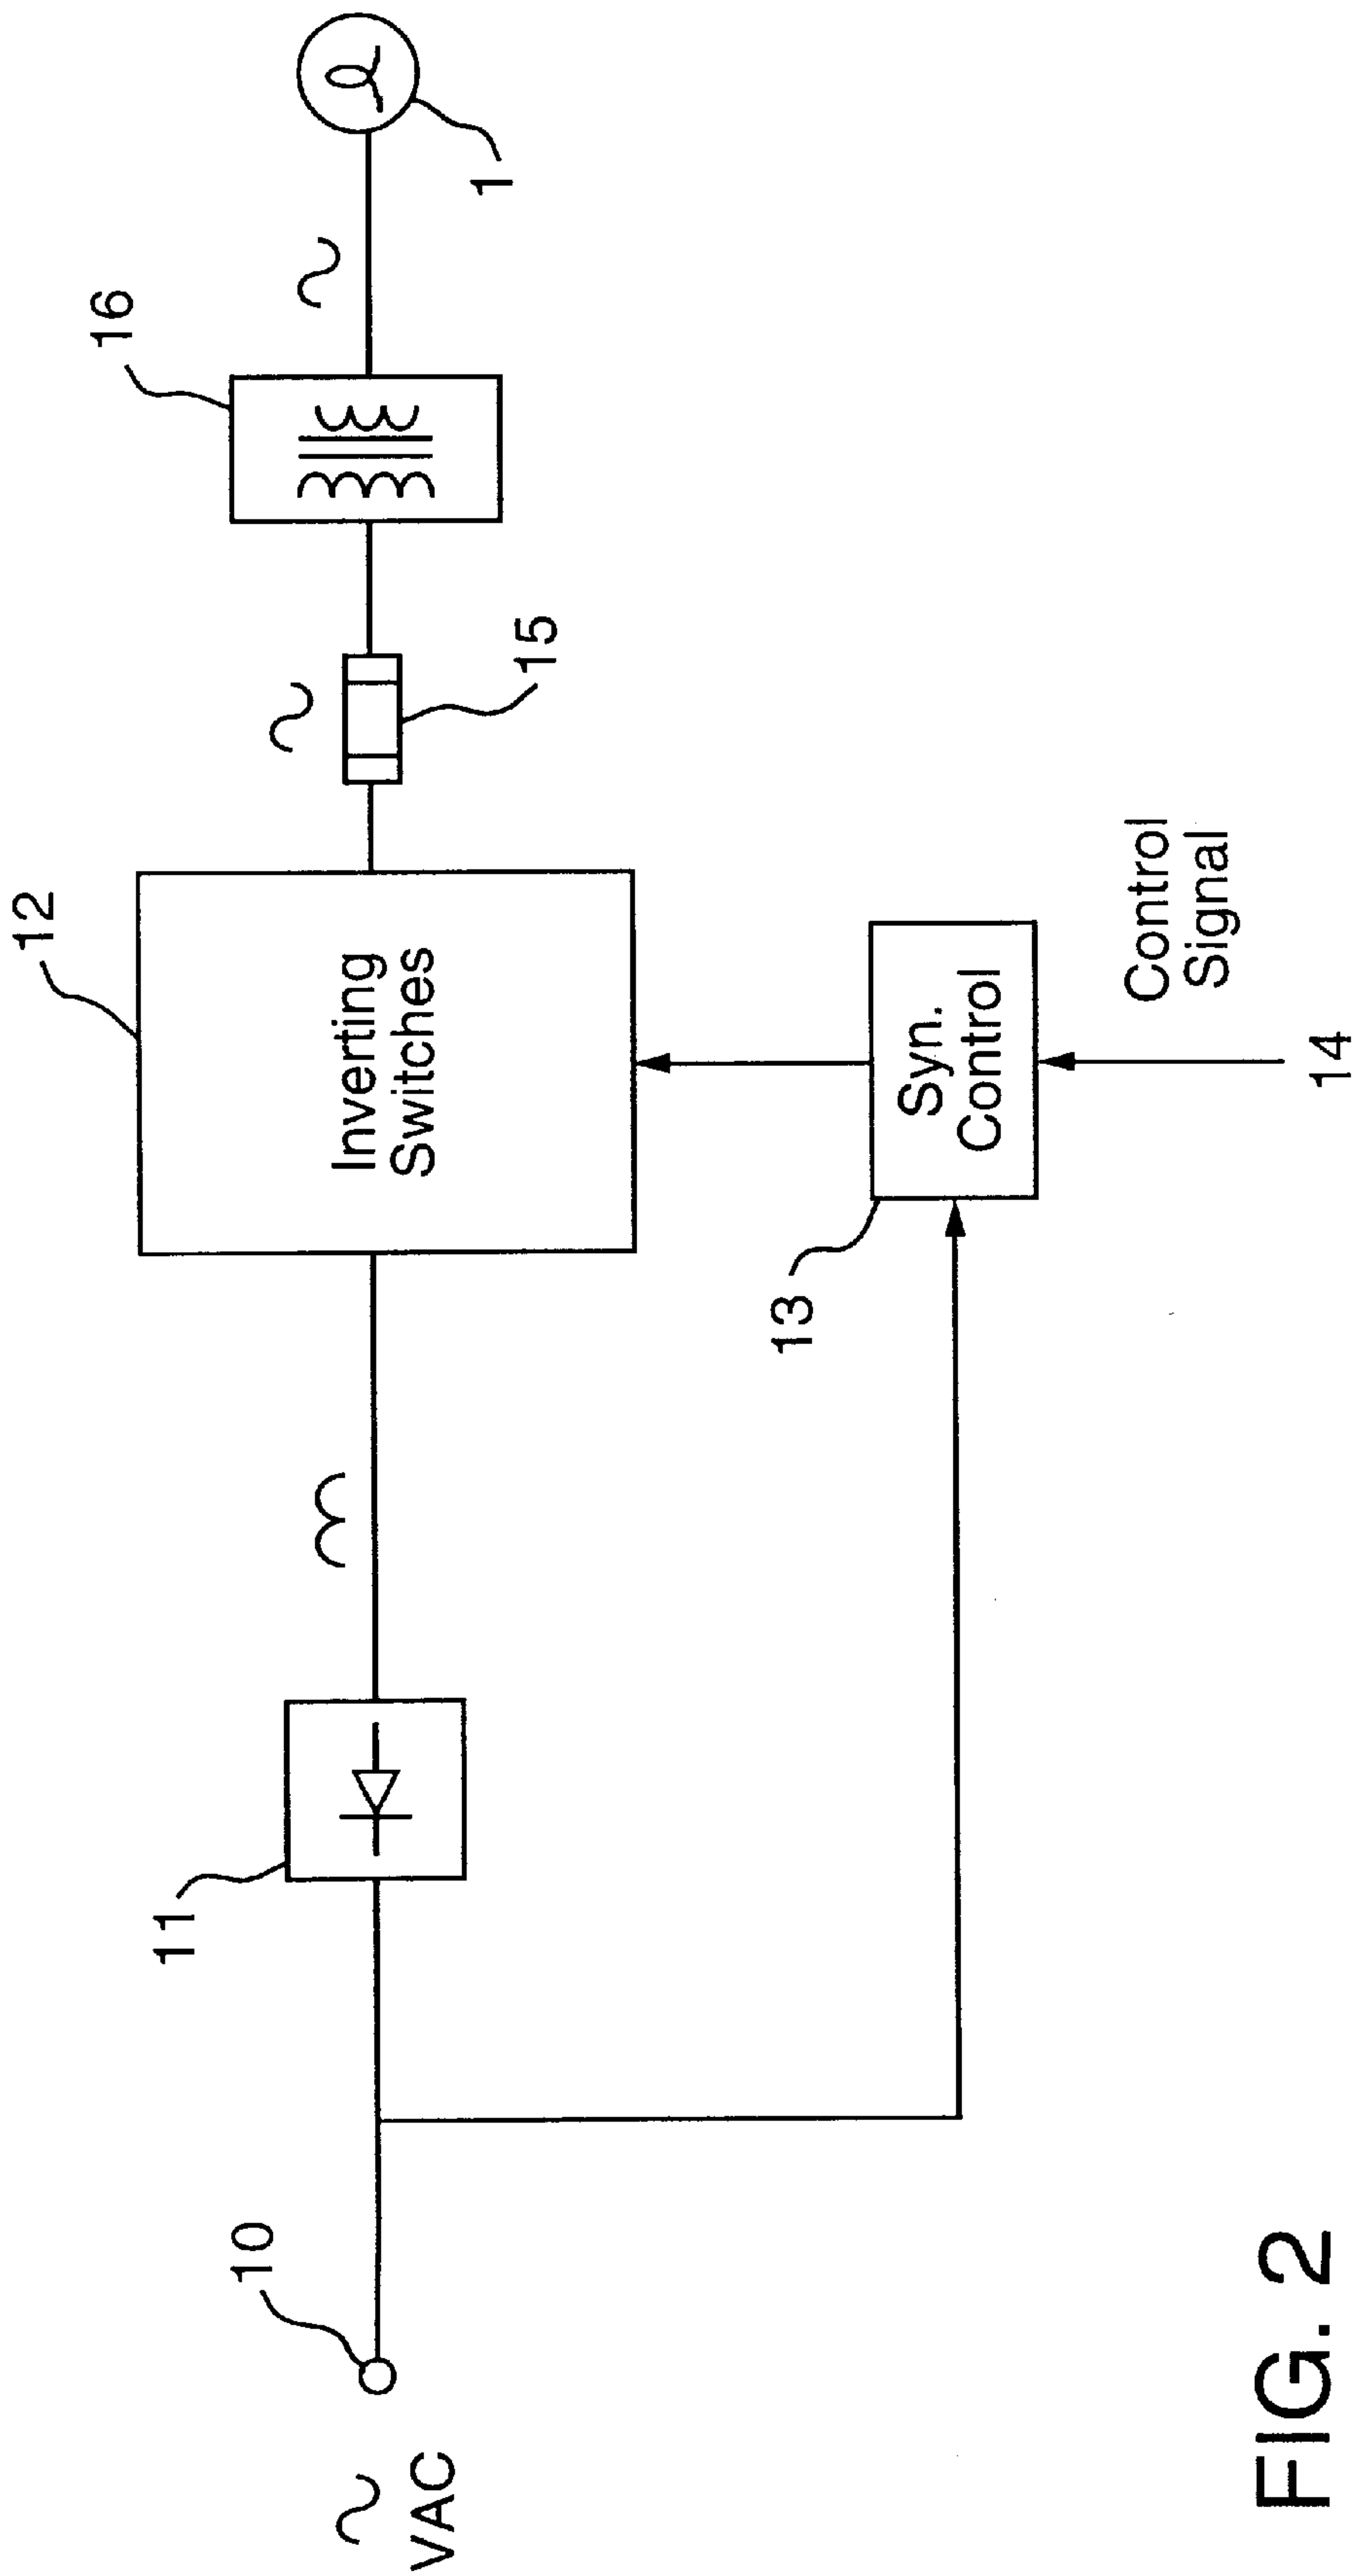 12
16
10
11
Inverting
Switches
15
1
~
VAC
13
Syn.
Control
Control
Signal
14
FIG. 2